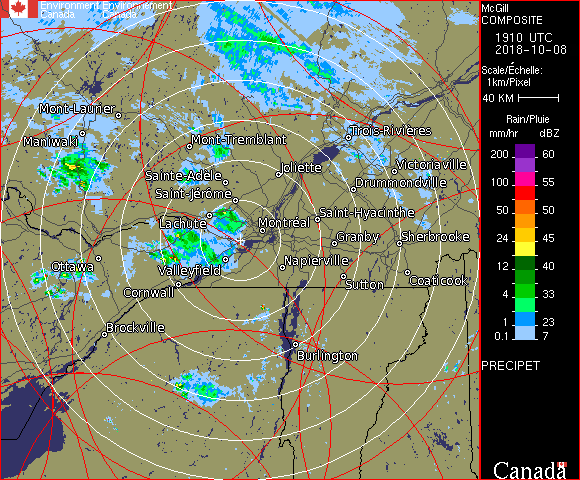 Environment Environnement
Canada Canada
McGill
COMPOSITE
1910 UTC
2018-10-08
Scale/Échelle:
1km/Pixel
40 KM
Rain/Pluie
mm/hr dBZ
200 60
150 55
100 55
50 50
24 45
12 40
4 33
1 23
0.1 7
PRECIPET
Canada
Mont-Laurier
Maniwaki
Mont-Tremblant
Trois-Rivières
Sainte-Adèle
Joliette
Victoriaville
Saint-Jérôme
Drummondville
Lachute
Montréal
Saint-Hyacinthe
Granby
Sherbrooke
Ottawa
Valleyfield
Napierville
Cornwall
Sutton
Coaticook
Brockville
Burlington